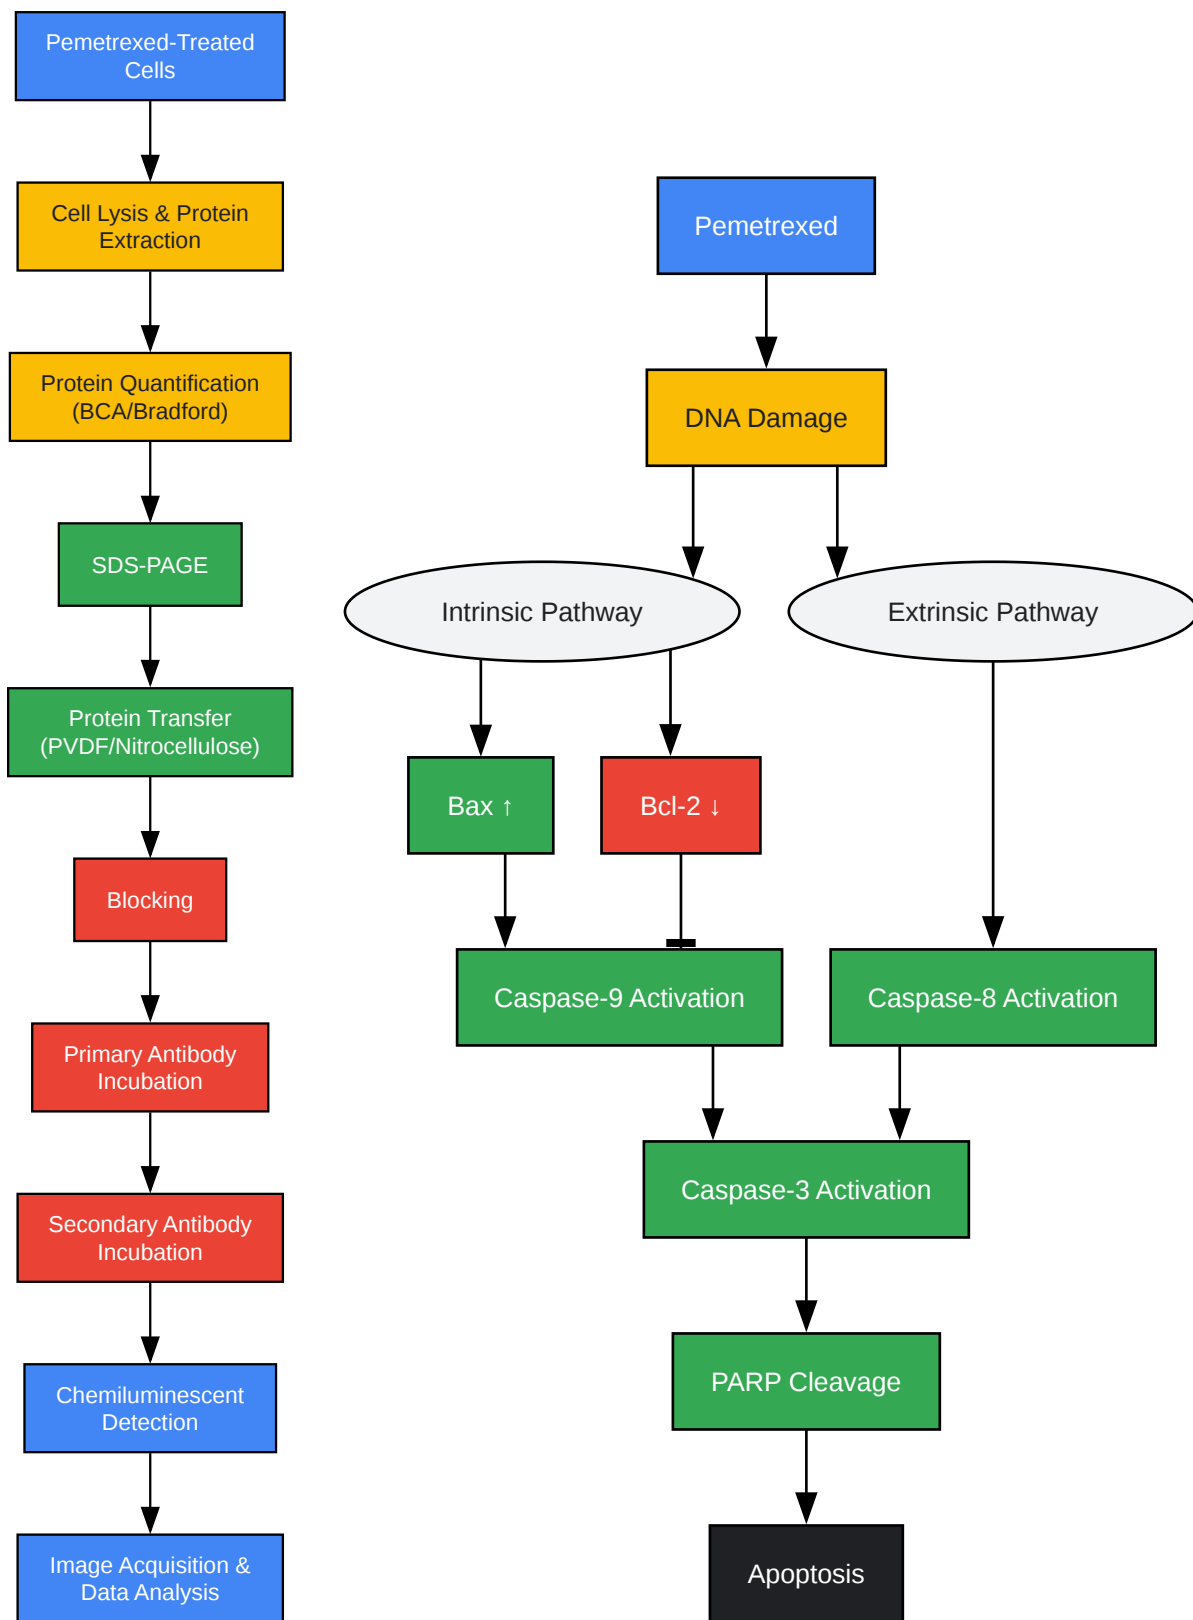 Pemetrexed-Treated
Cells
Cell Lysis & Protein
Extraction
Protein Quantification
(BCA/Bradford)
SDS-PAGE
Protein Transfer
(PVDF/Nitrocellulose)
Blocking
Primary Antibody
Incubation
Secondary Antibody
Incubation
Chemiluminescent
Detection
Image Acquisition &
Data Analysis
Pemetrexed
DNA Damage
Intrinsic Pathway
Extrinsic Pathway
Bax ↑
Bcl-2 ↓
Caspase-9 Activation
Caspase-8 Activation
Caspase-3 Activation
PARP Cleavage
Apoptosis